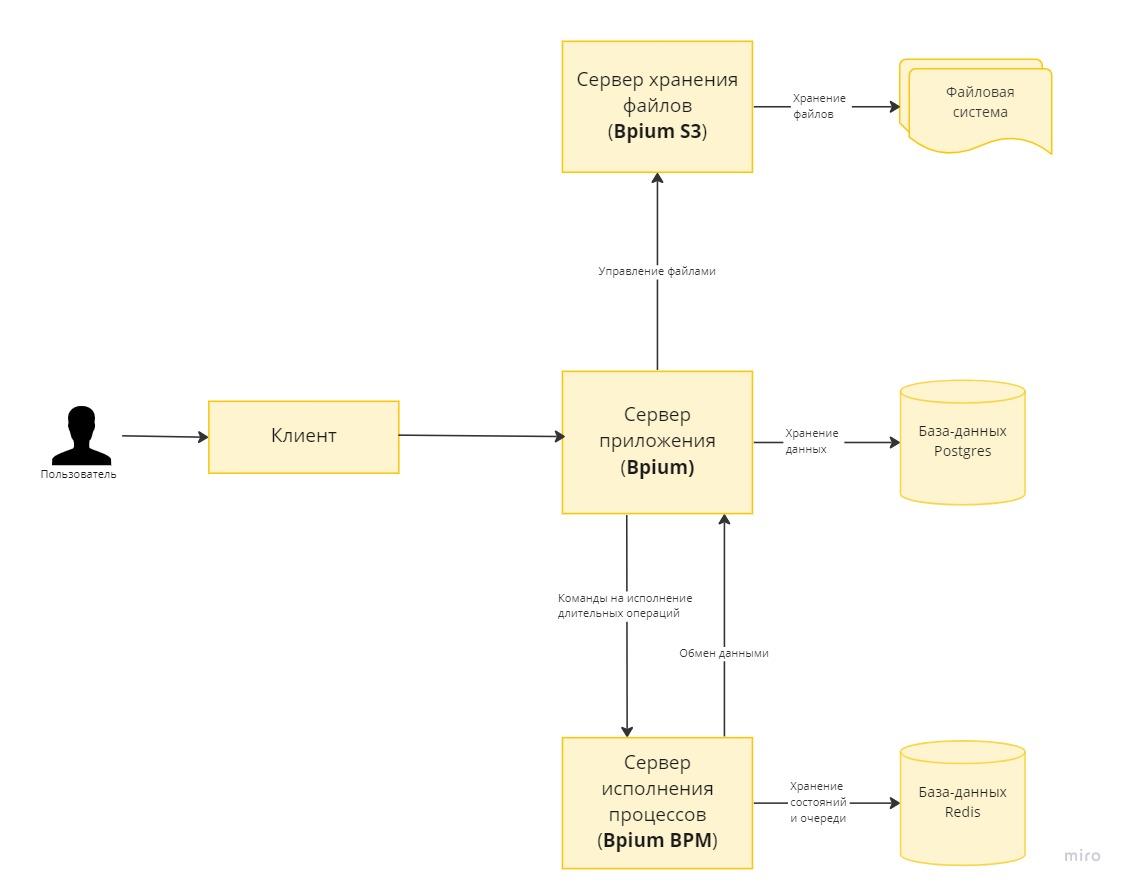 Сервер хранения
файлов
(Bpium S3)
Хранение
файлов
Файловая
система
Управление файлами
Пользователь
Клиент
Сервер
приложения
(Bpium)
Хранение
данных
База-данных
Postgres
Команды на исполнение
длительных операций
Обмен данными
Сервер
исполнения
процессов
(Bpium BPM)
Хранение
состояний
и очереди
База-данных
Redis
miro